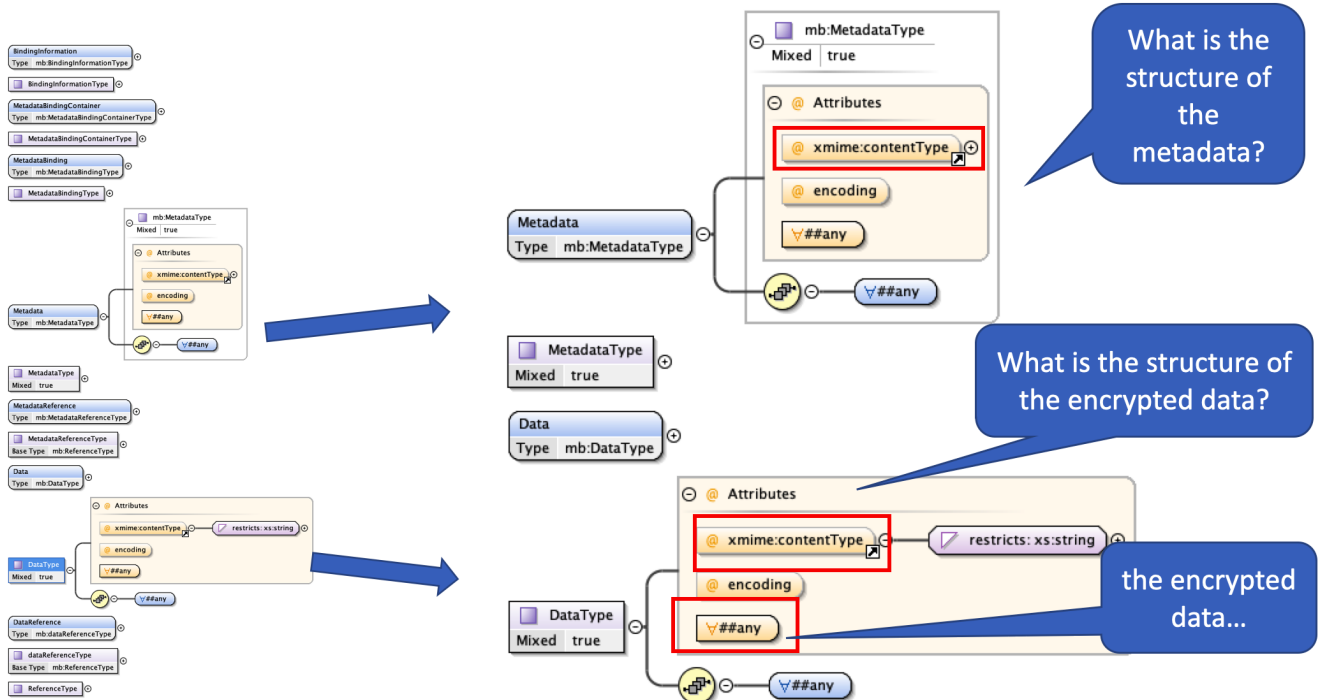 BindingInformation
Type mb:BindingInformationType
BindingInformationType
MetadataBindingContainer
Type mb:MetadataBindingContainerType
MetadataBindingContainerType
MetadataBinding
Type mb:MetadataBindingType
MetadataBindingType
mb:MetadataType
Mixed true
@ Attributes
@ xmime:contentType
@ encoding
∀##any
Metadata
Type mb:MetadataType
∀##any
MetadataType
Mixed true
MetadataReference
Type mb:MetadataReferenceType
MetadataReferenceType
Base Type mb:ReferenceType
Data
Type mb:DataType
@ Attributes
@ xmime:contentType
restricts: xs:string
@ encoding
∀##any
DataType
Mixed true
∀##any
DataReference
Type mb:dataReferenceType
dataReferenceType
Base Type mb:ReferenceType
ReferenceType
mb:MetadataType
Mixed true
@ Attributes
@ xmime:contentType
@ encoding
∀##any
Metadata
Type mb:MetadataType
∀##any
What is the
structure of
the
metadata?
MetadataType
Mixed true
Data
Type mb:DataType
What is the structure of
the encrypted data?
@ Attributes
@ xmime:contentType
restricts: xs:string
@ encoding
∀##any
DataType
Mixed true
∀##any
the encrypted
data...